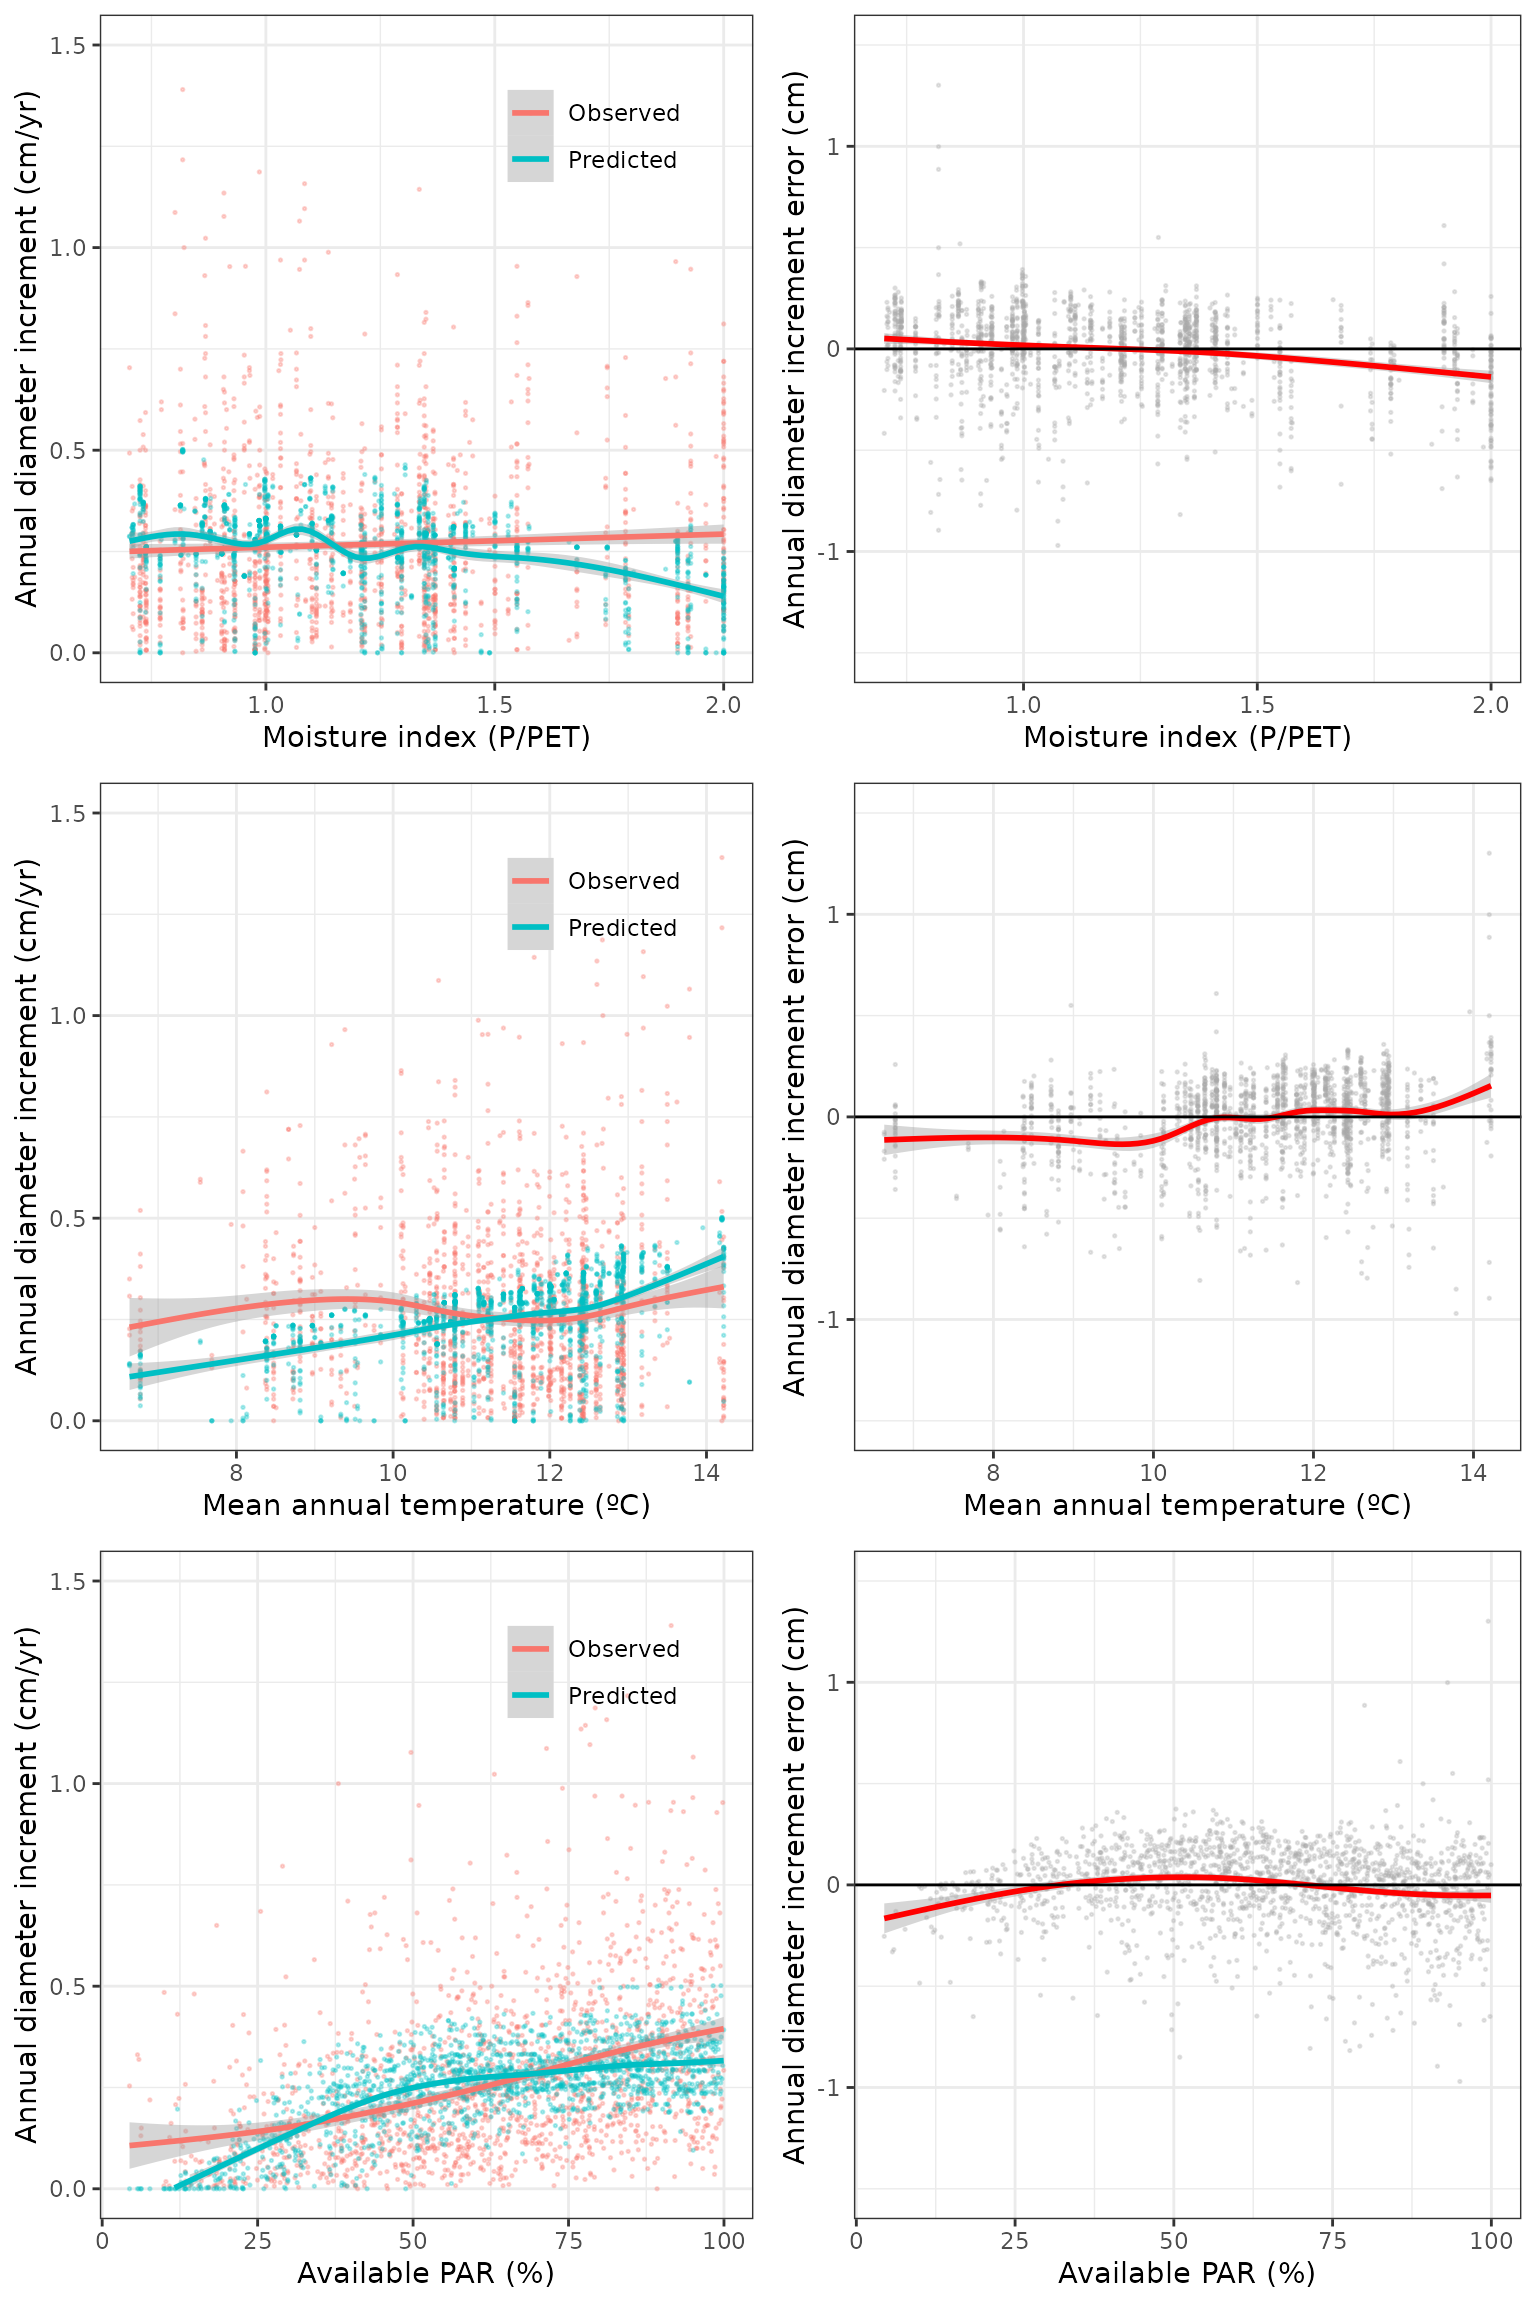 Annual diameter increment (cm/yr)
1.5
1.0
0.5
0.0
Observed
Predicted
1.0
1.5
2.0
Moisture index (P/PET)
Annual diameter increment error (cm)
1
0
-1
1.0
1.5
2.0
Moisture index (P/PET)
Annual diameter increment (cm/yr)
1.5
1.0
0.5
0.0
Observed
Predicted
8
10
12
14
Mean annual temperature (ºC)
Annual diameter increment error (cm)
1
0
-1
8
10
12
14
Mean annual temperature (ºC)
Annual diameter increment (cm/yr)
1.5
1.0
0.5
0.0
Observed
Predicted
0
25
50
75
100
Available PAR (%)
Annual diameter increment error (cm)
1
0
-1
0
25
50
75
100
Available PAR (%)